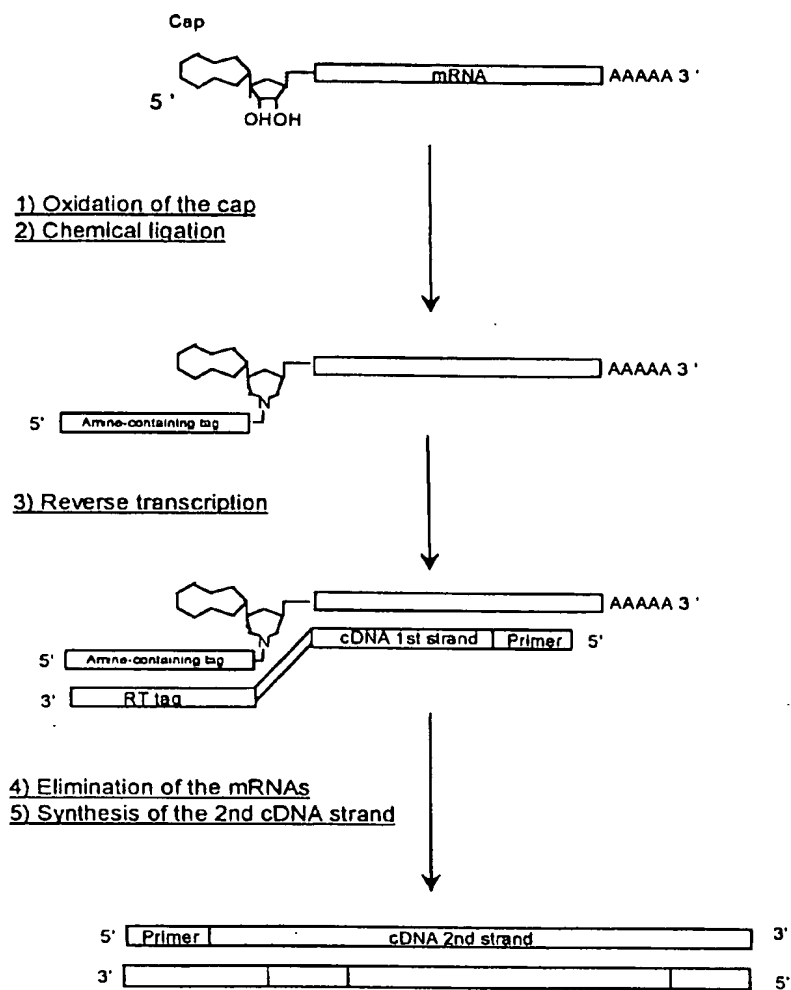 Cap
mRNA
AAAAA 3 '
5 '
OHOH
1) Oxidation of the cap
2) Chemical ligation
AAAAA 3 '
N
5' Amine-containing tag
3) Reverse transcription
AAAAA 3 '
cDNA 1st strand Primer 5'
N
5' Amine-containing tag
3' RT tag
4) Elimination of the mRNAs
5) Synthesis of the 2nd cDNA strand
5' Primer cDNA 2nd strand 3'
3' 5'